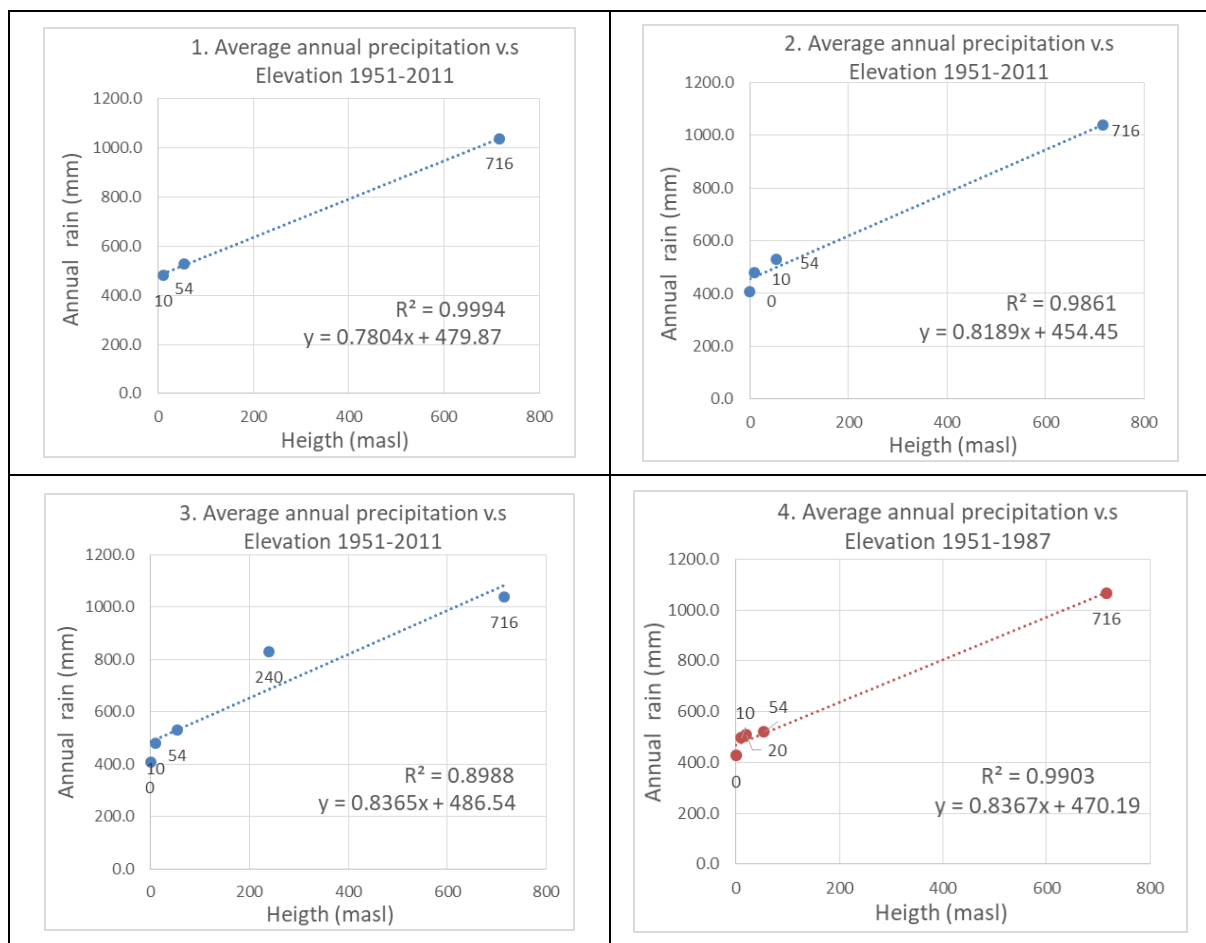 1. Average annual precipitation v.s
Elevation 1951-2011
1200.0
1000.0
800.0
600.0
400.0
200.0
0.0
Annual rain (mm)
716
10
54
R² = 0.9994
y = 0.7804x + 479.87
0
200
400
600
800
Heigth (masl)
2. Average annual precipitation v.s
Elevation 1951-2011
1200.0
1000.0
800.0
600.0
400.0
200.0
0.0
Annual rain (mm)
716
54
10
0
R² = 0.9861
y = 0.8189x + 454.45
0
200
400
600
800
Heigth (masl)
3. Average annual precipitation v.s
Elevation 1951-2011
1200.0
1000.0
800.0
600.0
400.0
200.0
0.0
Annual rain (mm)
716
240
54
10
0
R² = 0.8988
y = 0.8365x + 486.54
0
200
400
600
800
Heigth (masl)
4. Average annual precipitation v.s
Elevation 1951-1987
1200.0
1000.0
800.0
600.0
400.0
200.0
0.0
Annual rain (mm)
716
10
54
20
0
R² = 0.9903
y = 0.8367x + 470.19
0
200
400
600
800
Heigth (masl)